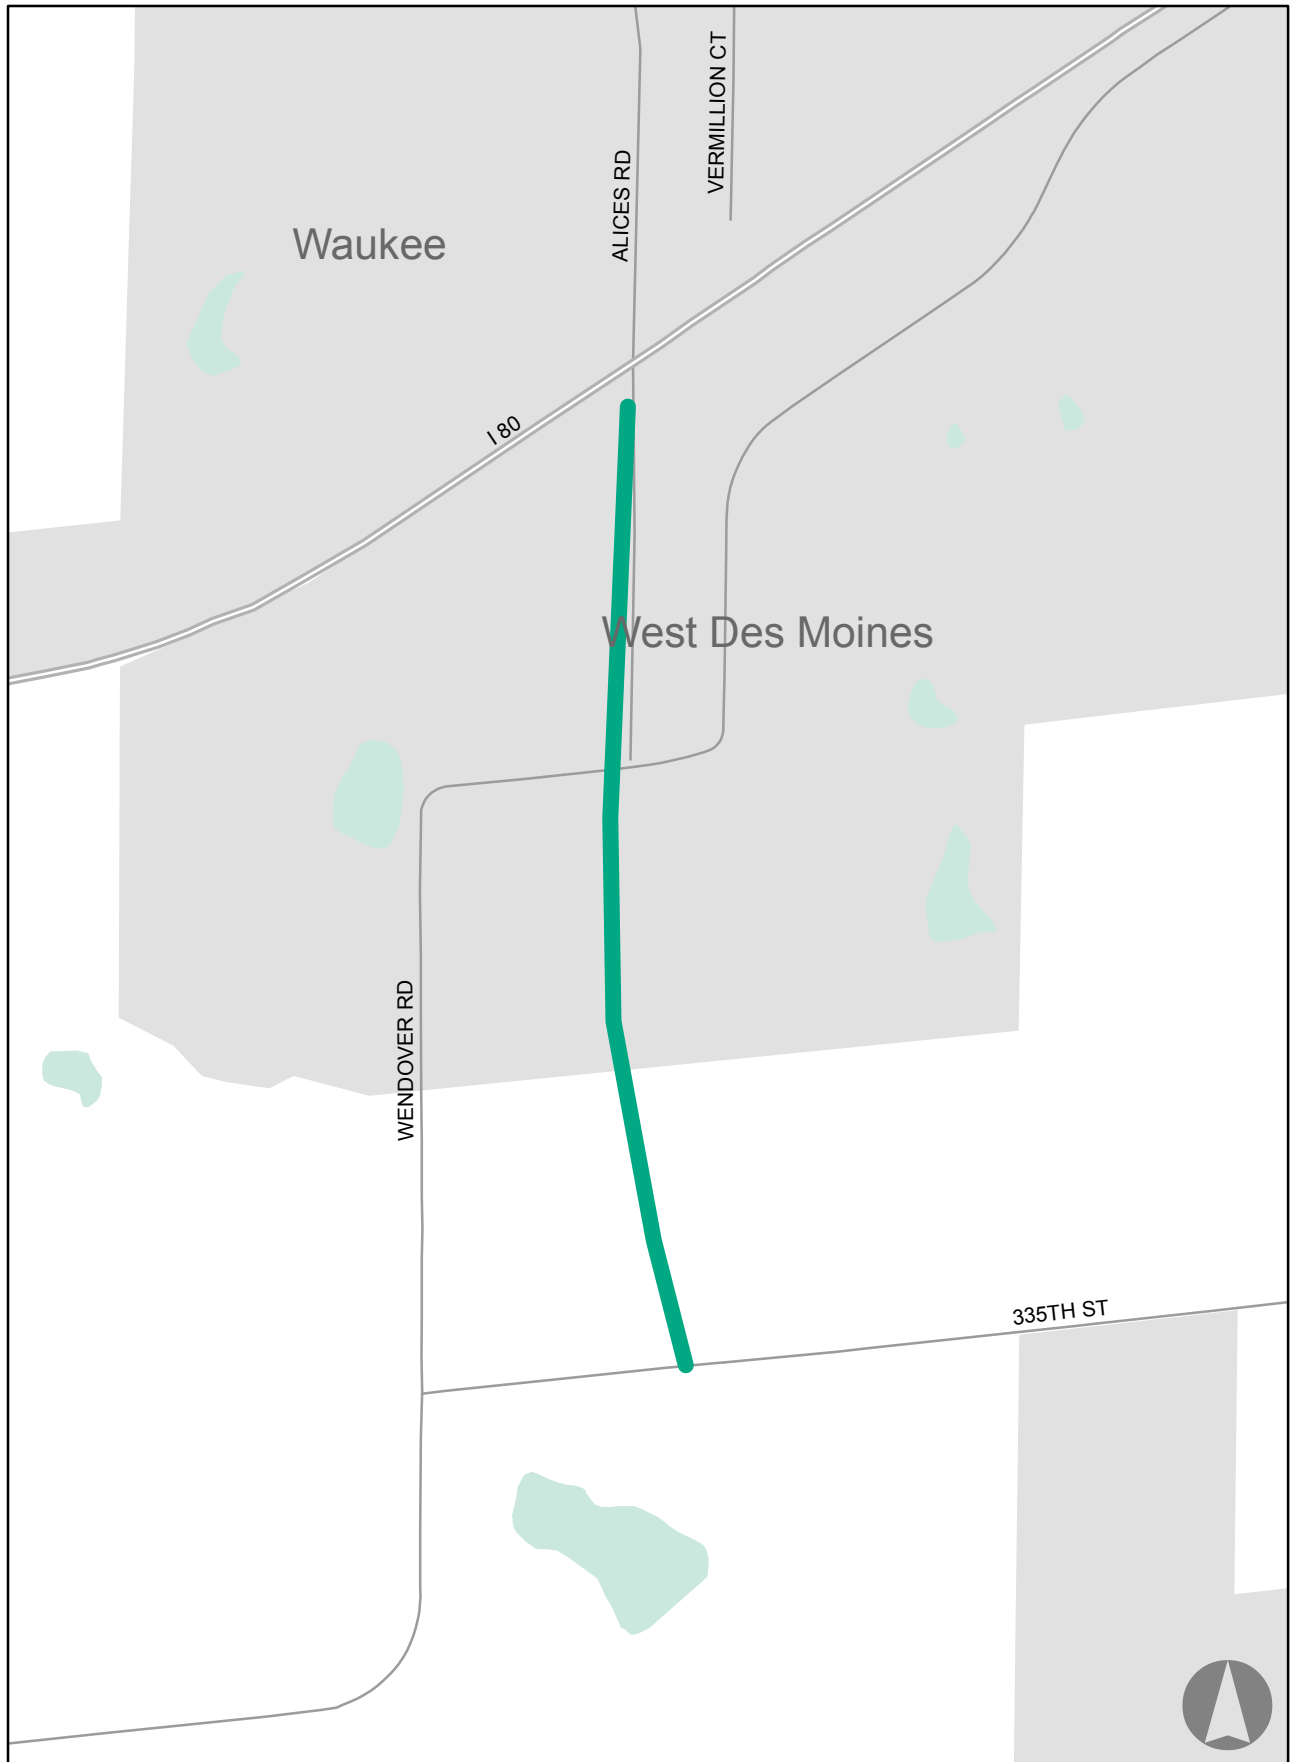 VERMILLION CT
ALICES RD
Waukee
I 80
West Des Moines
WENDOVER RD
335TH ST